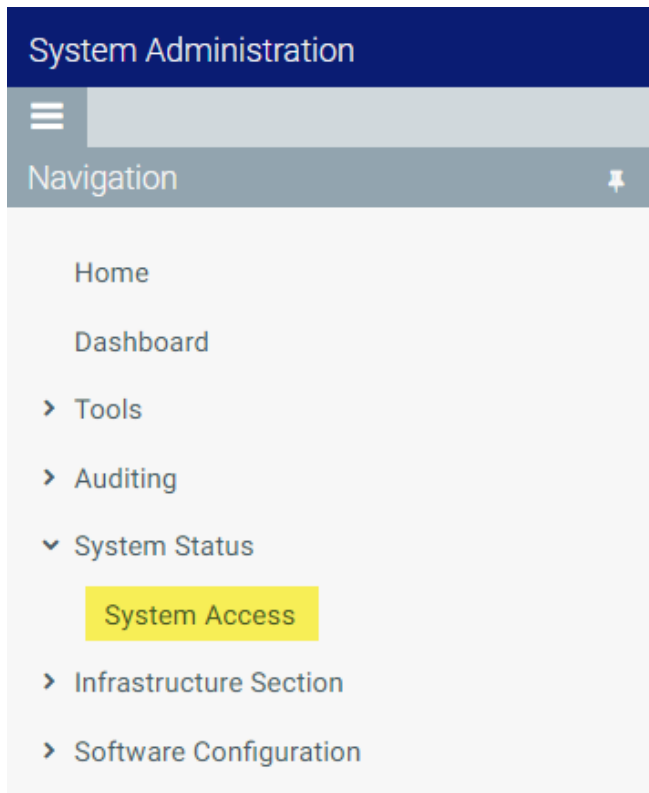 System Administration
Navigation
Home
Dashboard
Tools
Auditing
System Status
System Access
Infrastructure Section
Software Configuration